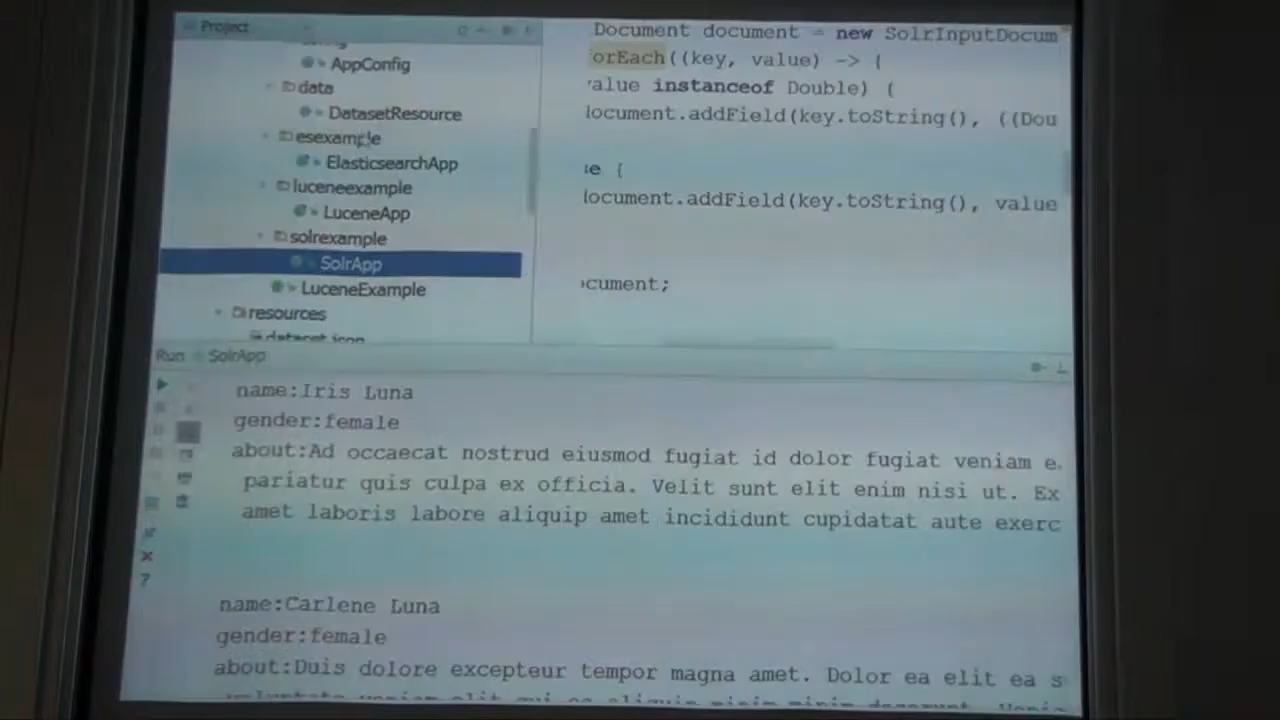 Project
AppConfig
data
DatasetResource
esexample
ElasticsearchApp
luceneexample
LuceneApp
solrexample
SolrApp
LuceneExample
resources
Document document = new SolrInputDocum
orEach((key, value) -> {
alue instanceof Double) {
locument.addField(key.toString(), ((Dou
e {
locument.addField(key.toString(), value
cument;
Run SolrApp
name:Iris Luna
gender:female
about:Ad occaecat nostrud eiusmod fugiat id dolor fugiat veniam e
pariatur quis culpa ex officia. Velit sunt elit enim nisi ut. Ex
amet laboris labore aliquip amet incididunt cupidatat aute exerc
name:Carlene Luna
gender:female
about:Duis dolore excepteur tempor magna amet. Dolor ea elit ea s